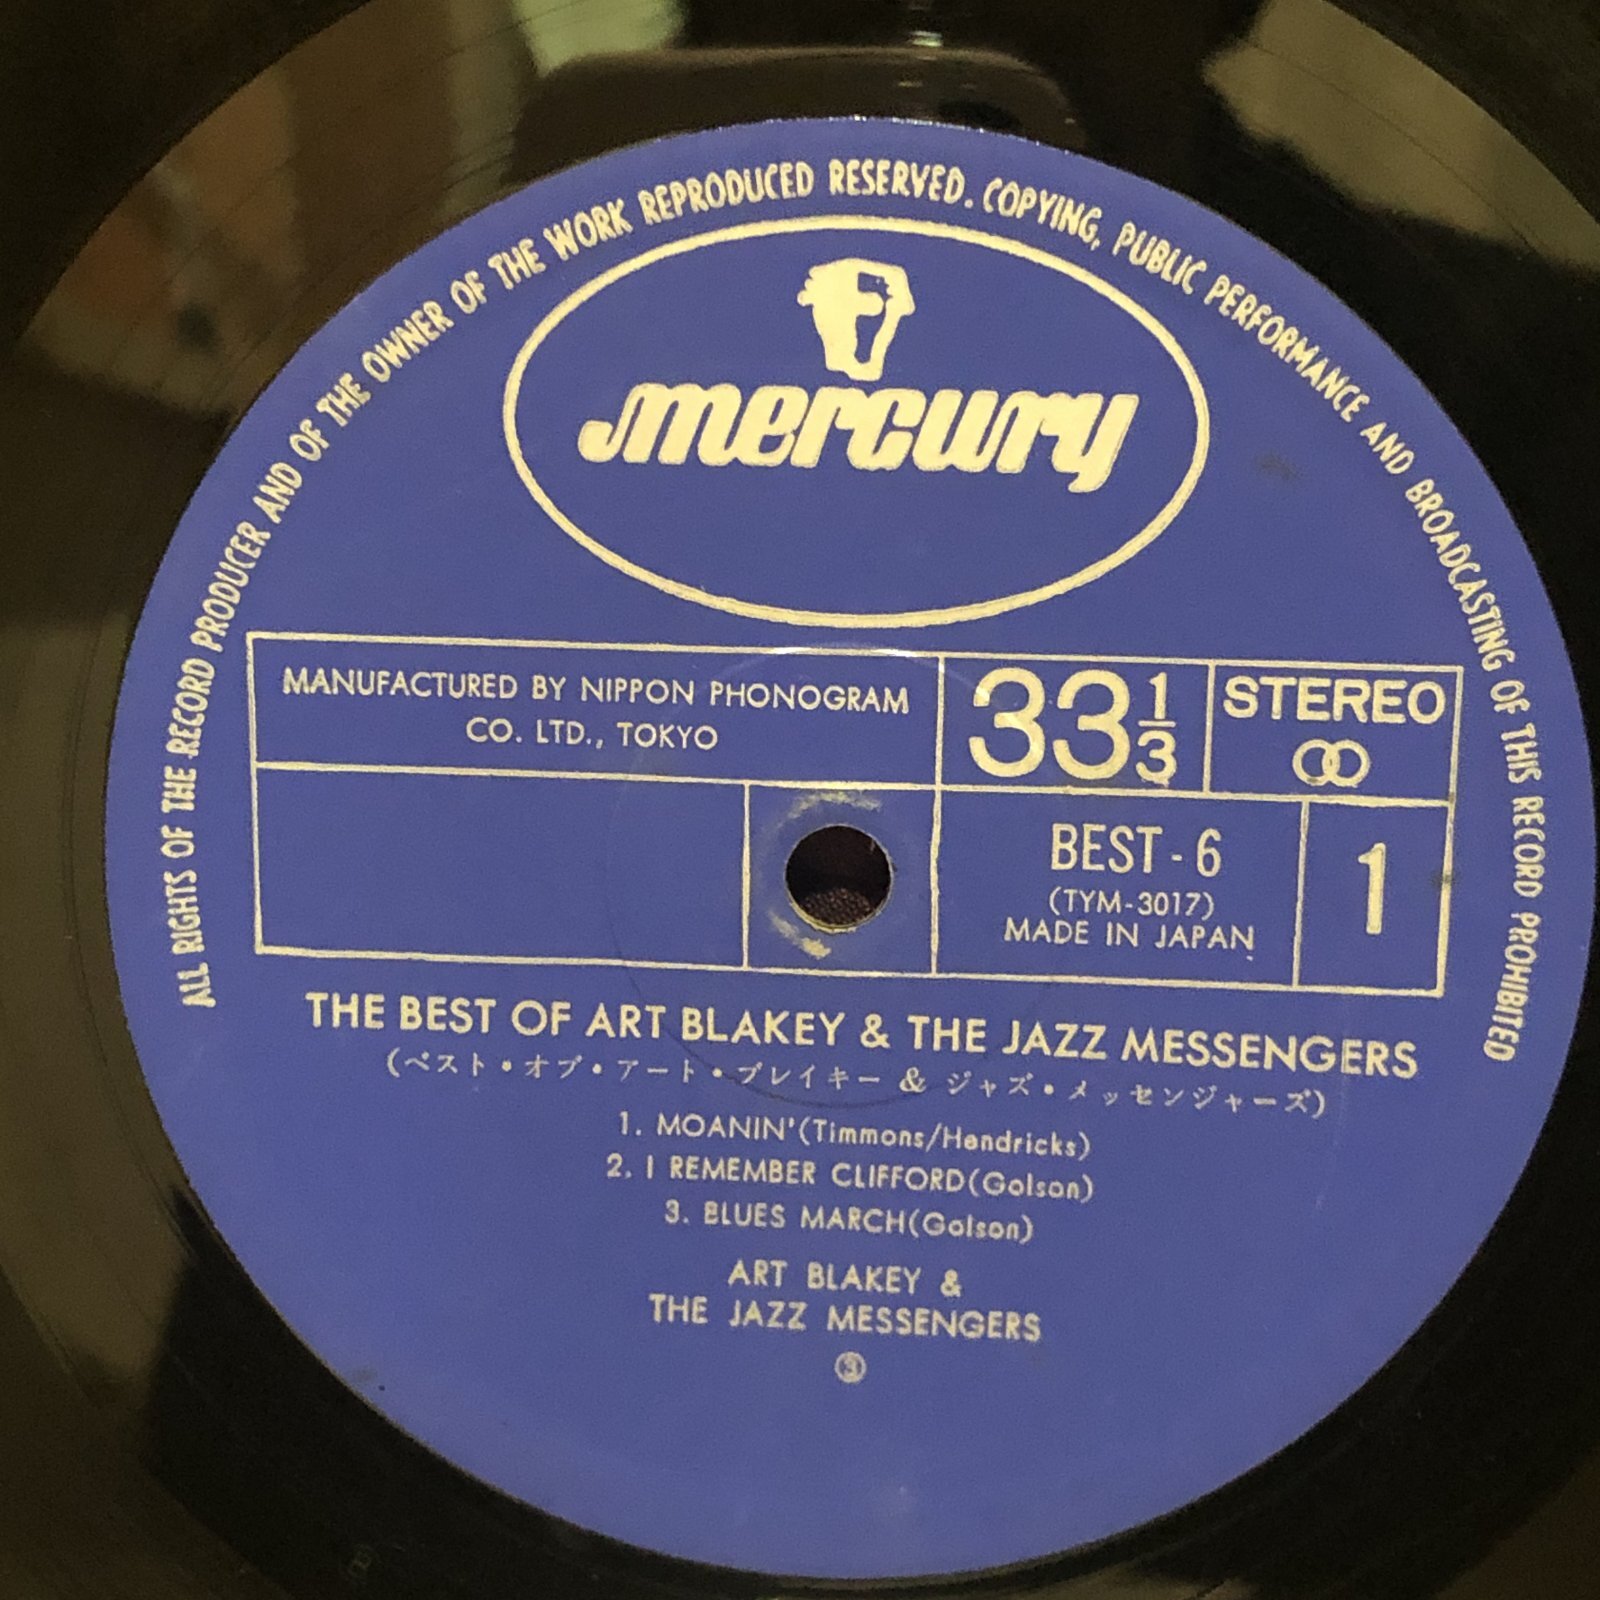 ALL RIGHTS OF THE RECORD PRODUCER AND OF THE OWNER OF THE WORK REPRODUCED RESERVED. COPYING, PUBLIC PERFORMANCE AND BROADCASTING OF THIS RECORD PROHIBITED
mercury
MANUFACTURED BY NIPPON PHONOGRAM
CO. LTD., TOKYO
33 1/3
STEREO
BEST-6
(TYM-3017)
MADE IN JAPAN
1
THE BEST OF ART BLAKEY & THE JAZZ MESSENGERS
(ベスト・オブ・アート・ブレイキー & ジャズ・メッセンジャーズ)
1. MOANIN'(Timmons/Hendricks)
2. I REMEMBER CLIFFORD(Golson)
3. BLUES MARCH(Golson)
ART BLAKEY &
THE JAZZ MESSENGERS
③